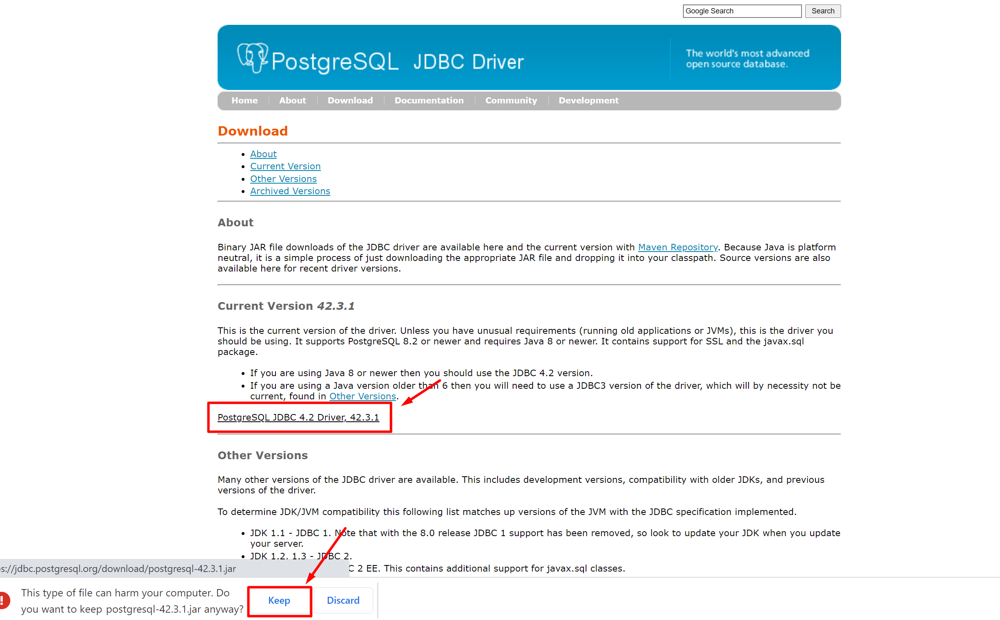 Google Search Search
PostgreSQL JDBC Driver
The world's most advanced
open source database.
Home About Download Documentation Community Development
Download
About
Current Version
Other Versions
Archived Versions
About
Binary JAR file downloads of the JDBC driver are available here and the current version with Maven Repository. Because Java is platform
neutral, it is a simple process of just downloading the appropriate JAR file and dropping it into your classpath. Source versions are also
available here for recent driver versions.
Current Version 42.3.1
This is the current version of the driver. Unless you have unusual requirements (running old applications or JVMs), this is the driver you
should be using. It supports PostgreSQL 8.2 or newer and requires Java 8 or newer. It contains support for SSL and the javax.sql
package.
If you are using Java 8 or newer then you should use the JDBC 4.2 version.
If you are using a Java version older than 6 then you will need to use a JDBC3 version of the driver, which will by necessity not be
current, found in Other Versions.
PostgreSQL JDBC 4.2 Driver, 42.3.1
Other Versions
Many other versions of the JDBC driver are available. This includes development versions, compatibility with older JDKs, and previous
versions of the driver.
To determine JDK/JVM compatibility this following list matches up versions of the JVM with the JDBC specification implemented.
JDK 1.1 - JDBC 1. Note that with the 8.0 release JDBC 1 support has been removed, so look to update your JDK when you update
your server.
JDK 1.2, 1.3 - JDBC 2.
s://jdbc.postgresql.org/download/postgresql-42.3.1.jar C 2 EE. This contains additional support for javax.sql classes.
This type of file can harm your computer. Do
you want to keep postgresql-42.3.1.jar anyway?
Keep Discard